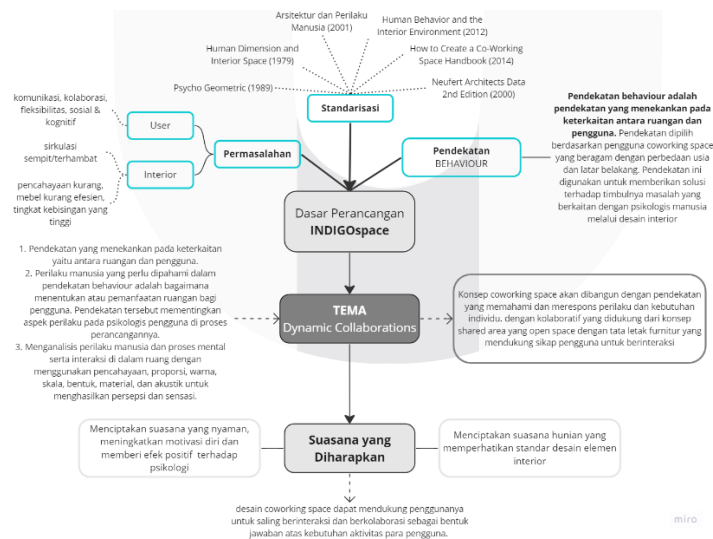 Arsitektur dan Perilaku
Manusia (2001)
Human Behavior and the
Interior Environment (2012)
Human Dimension and
Interior Space (1979)
How to Create a Co-Working
Space Handbook (2014)
Psycho Geometric (1989)
Neufert Architects Data
2nd Edition (2000)
Standarisasi
komunikasi, kolaborasi,
fleksibilitas, sosial &
kognitif
User
sirkulasi
sempit/terhambat
Interior
pencahayaan kurang,
mebel kurang efesien,
tingkat kebisingan yang
tinggi
Permasalahan
Pendekatan
BEHAVIOUR
Pendekatan behaviour adalah
pendekatan yang menekankan pada
keterkaitan antara ruangan dan
pengguna. Pendekatan dipilih
berdasarkan pengguna coworking space
yang beragam dengan perbedaan usia
dan latar belakang. Pendekatan ini
digunakan untuk memberikan solusi
terhadap timbulnya masalah yang
berkaitan dengan psikologis manusia
melalui desain interior
Dasar Perancangan
INDIGOspace
1. Pendekatan yang menekankan pada keterkaitan
yaitu antara ruangan dan pengguna.
2. Perilaku manusia yang perlu dipahami dalam
pendekatan behaviour adalah bagaimana
menentukan atau pemanfaatan ruangan bagi
pengguna. Pendekatan tersebut mementingkan
aspek perilaku pada psikologis pengguna di proses
perancangannya.
3. Menganalisis perilaku manusia dan proses mental
serta interaksi di dalam ruang dengan
menggunakan pencahayaan, proporsi, warna,
skala, bentuk, material, dan akustik untuk
menghasilkan persepsi dan sensasi.
TEMA
Dynamic Collaborations
Konsep coworking space akan dibangun dengan pendekatan
yang memahami dan merespons perilaku dan kebutuhan
individu. dengan kolaboratif yang didukung dari konsep
shared area yang open space dengan tata letak furnitur yang
mendukung sikap pengguna untuk berinteraksi
Menciptakan suasana yang nyaman,
meningkatkan motivasi diri dan
memberi efek positif terhadap
psikologi
Suasana yang
Diharapkan
Menciptakan suasana hunian yang
memperhatikan standar desain elemen
interior
desain coworking space dapat mendukung penggunanya
untuk saling berinteraksi dan berkolaborasi sebagai bentuk
jawaban atas kebutuhan aktivitas para pengguna.
miro